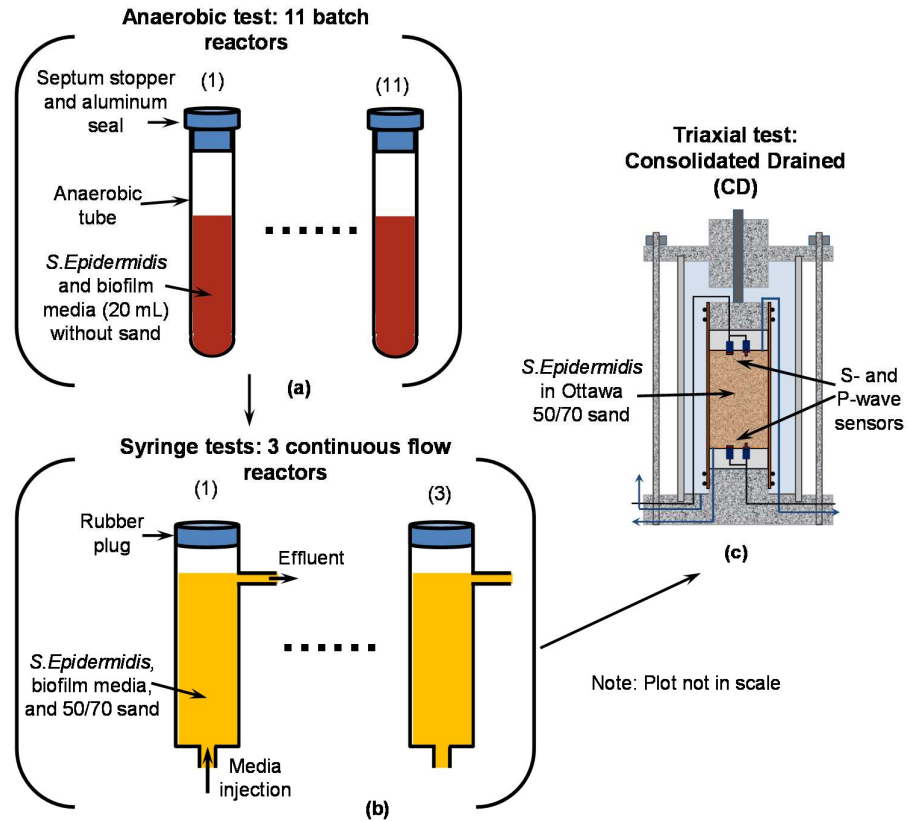 Anaerobic test: 11 batch
reactors
(1)
(11)
Septum stopper
and aluminum
seal
Anaerobic
tube
S.Epidermidis
and biofilm
media (20 mL)
without sand
(a)
Syringe tests: 3 continuous flow
reactors
(1)
(3)
Rubber
plug
Effluent
S.Epidermidis,
biofilm media,
and 50/70 sand
Media
injection
(b)
Triaxial test:
Consolidated Drained
(CD)
S.Epidermidis
in Ottawa
50/70 sand
S- and
P-wave
sensors
(c)
Note: Plot not in scale